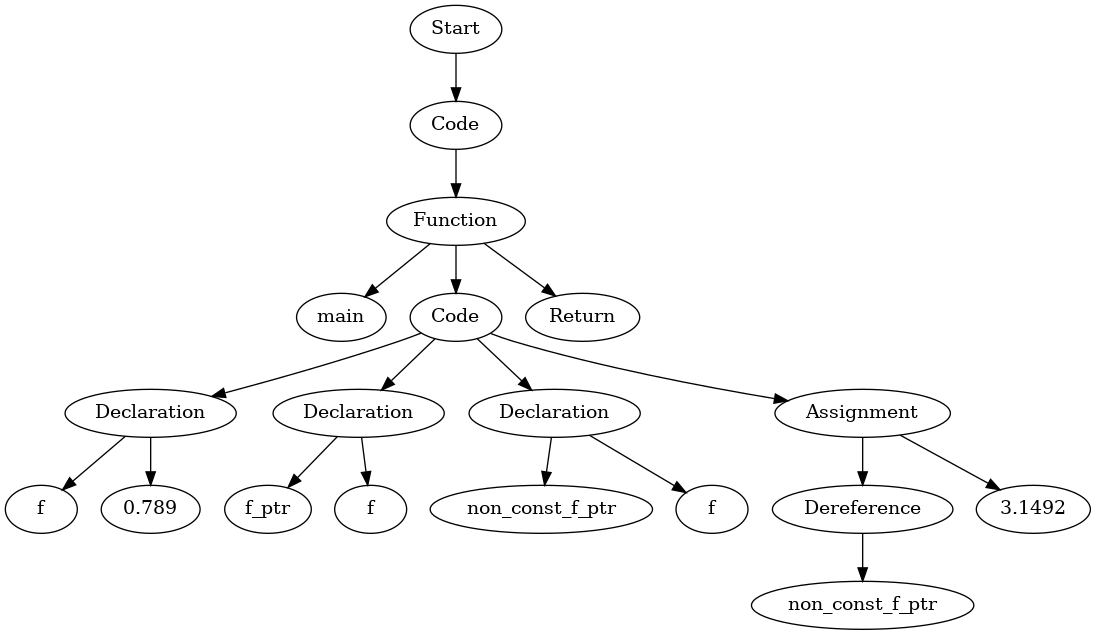 Start
Code
Function
main
Code
Return
Declaration
Declaration
Declaration
Assignment
f
0.789
f_ptr
f
non_const_f_ptr
f
Dereference
3.1492
non_const_f_ptr